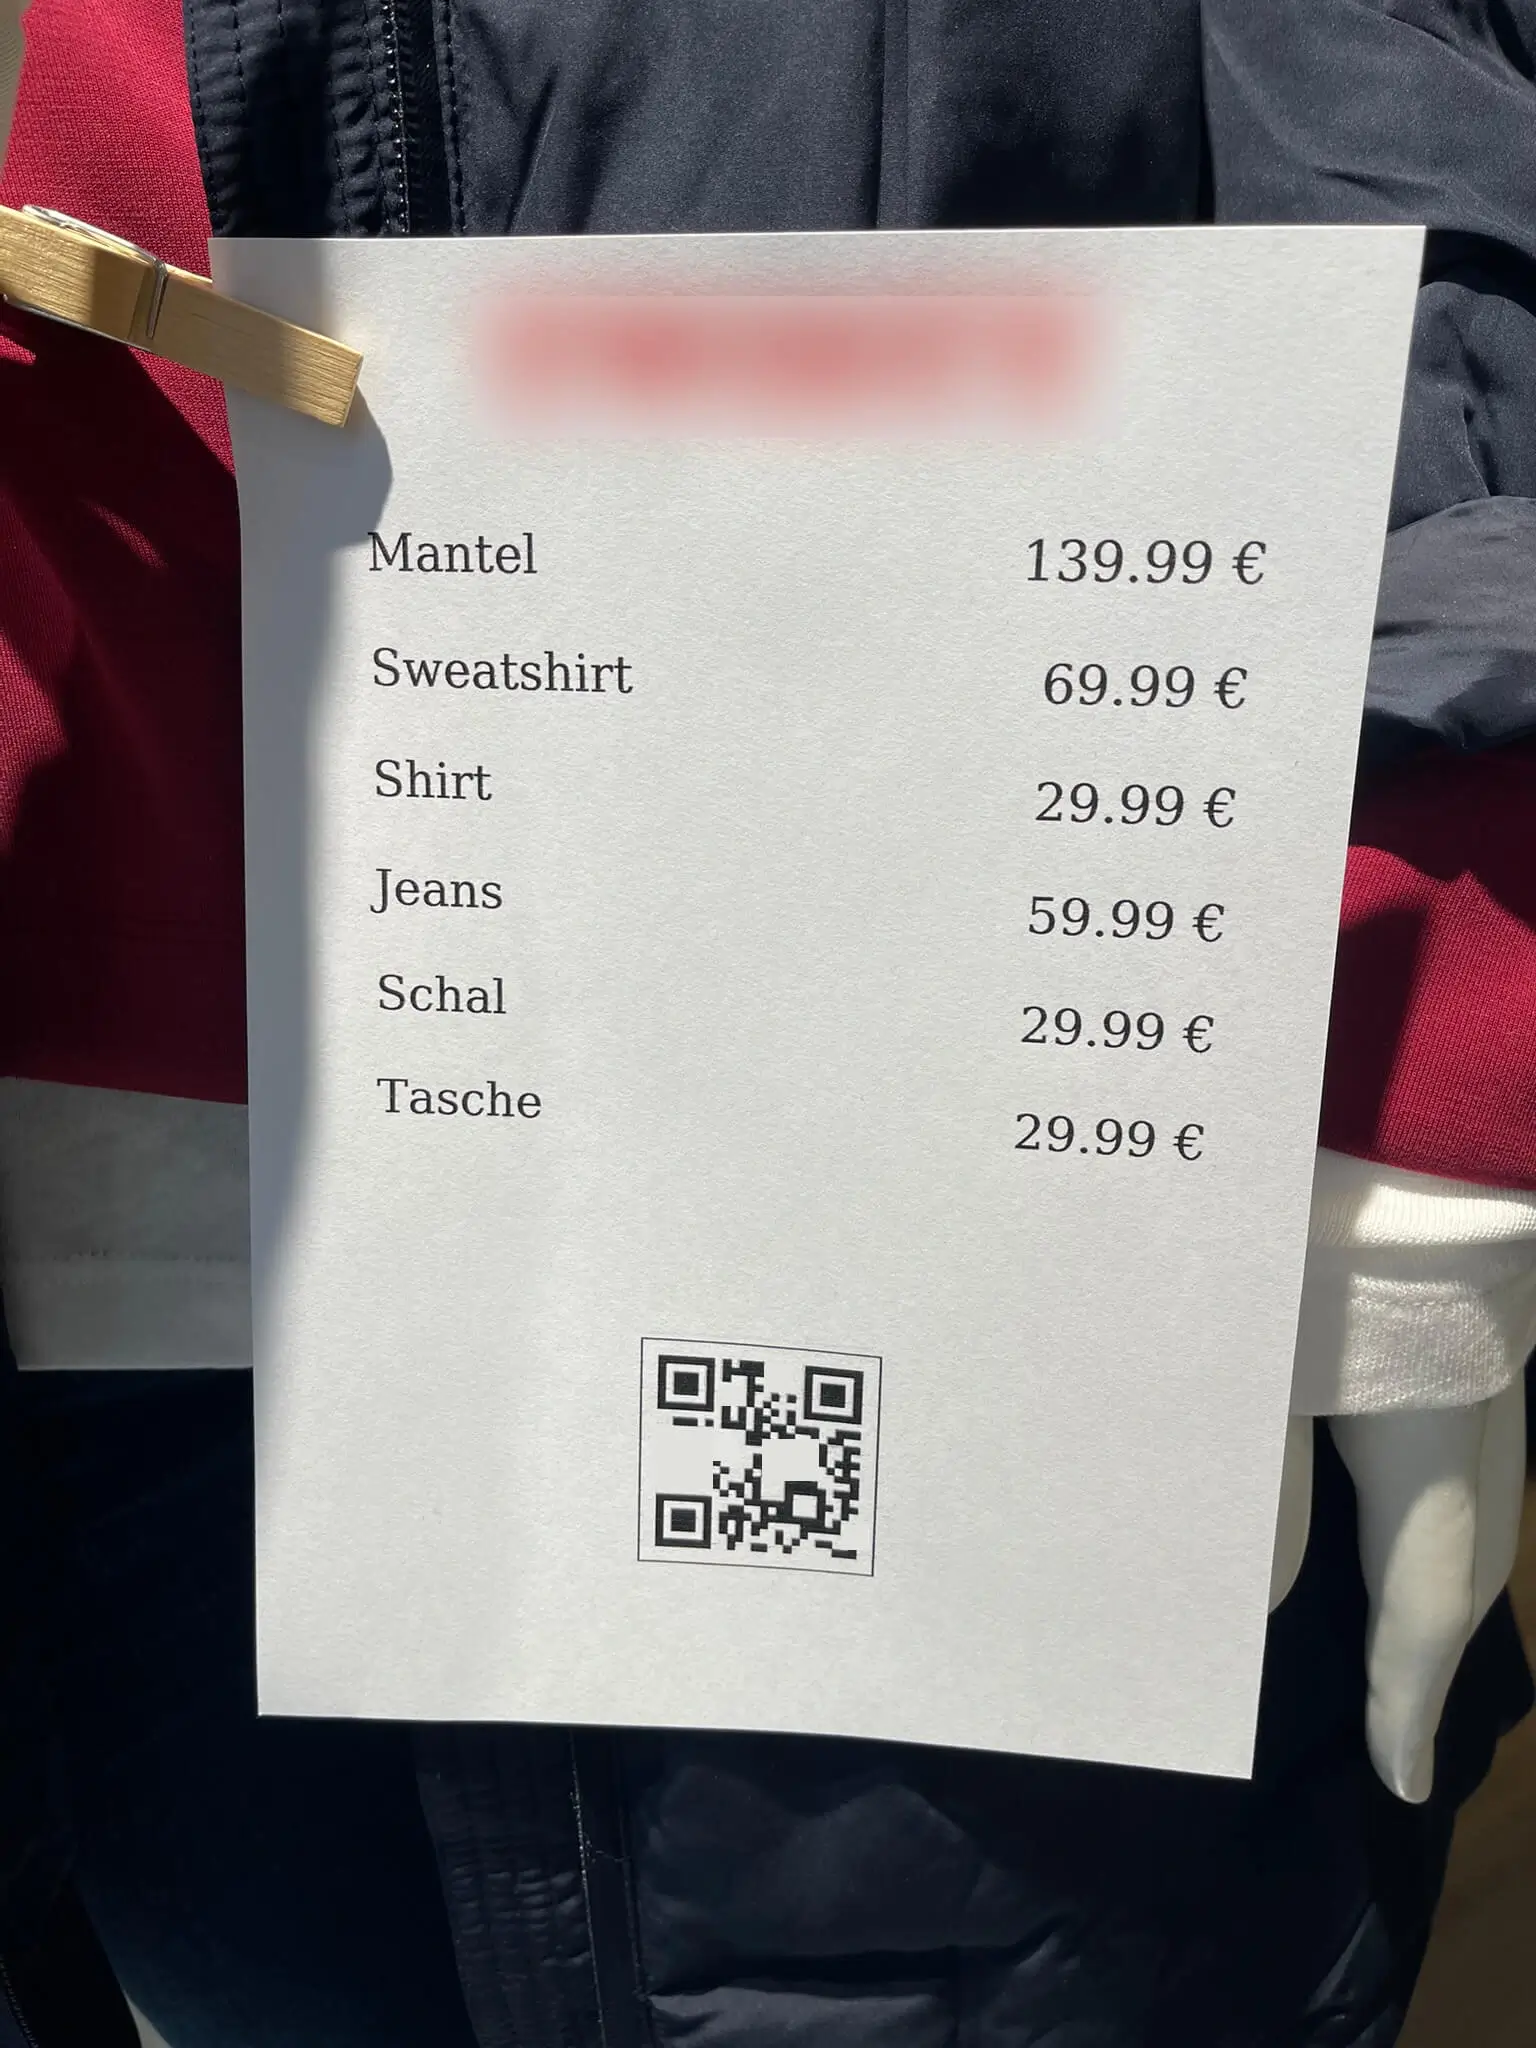 Mantel 139.99 €
Sweatshirt 69.99 €
Shirt 29.99 €
Jeans 59.99 €
Schal 29.99 €
Tasche 29.99 €